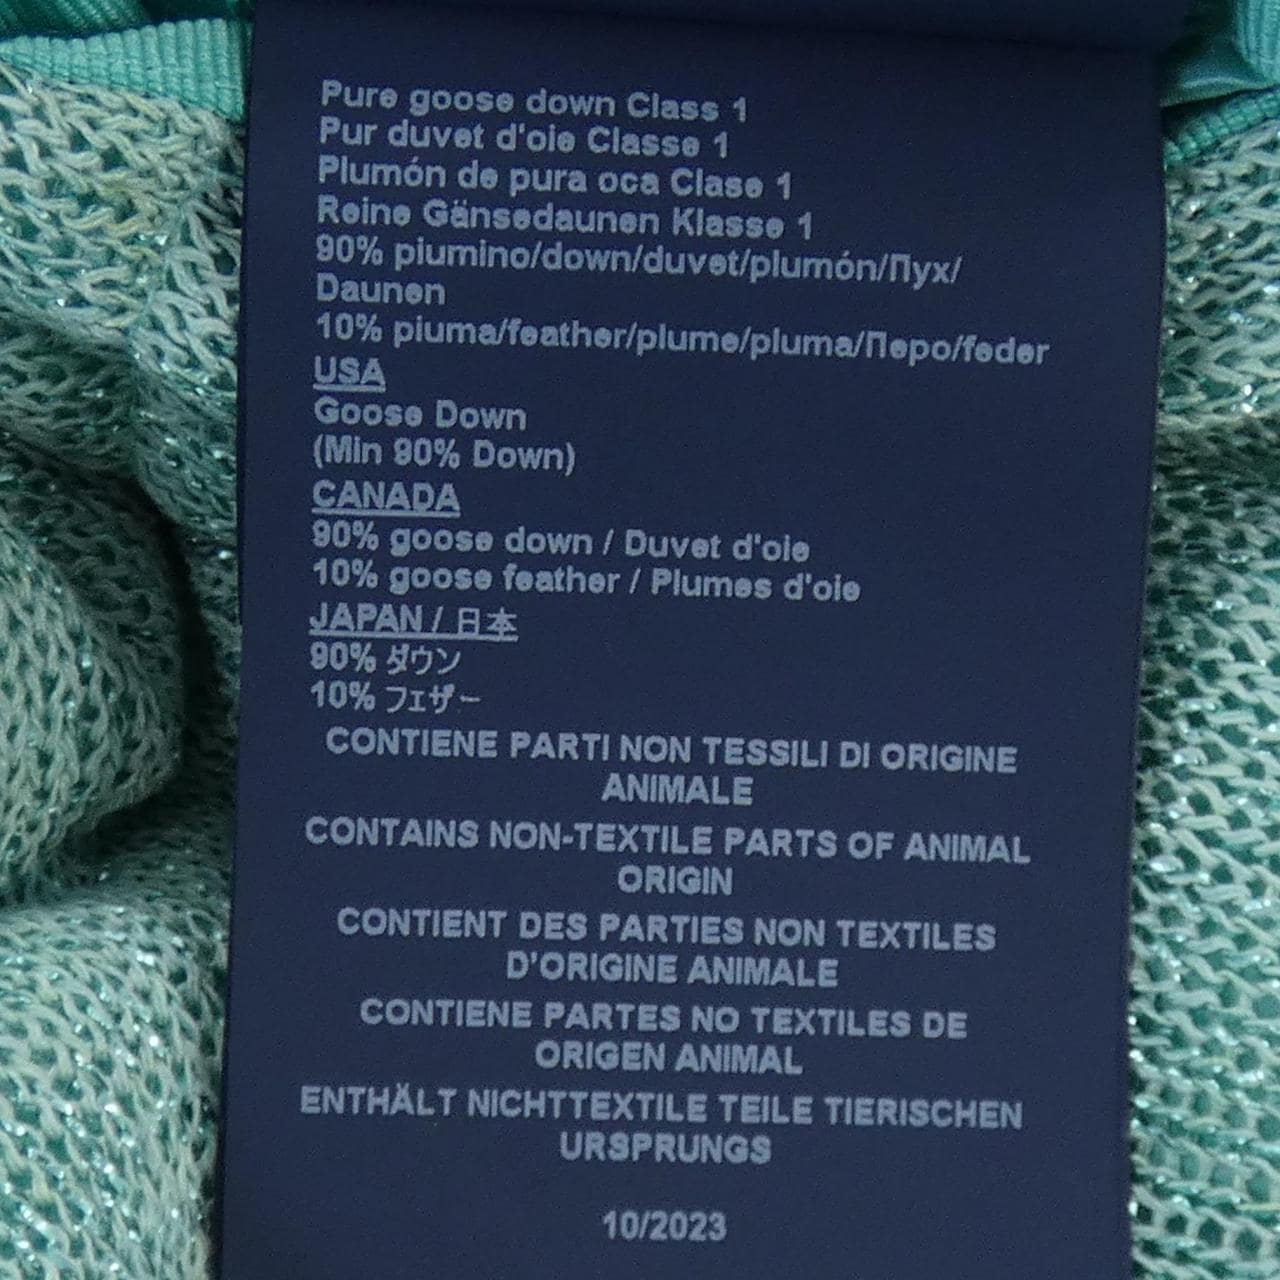 Pure goose down Class 1
Pur duvet d'oie Classe 1
Plumón de pura oca Clase 1
Reine Gänsedaunen Klasse 1
90% piumino/down/duvet/plumón/Пух/
Daunen
10% piuma/feather/plume/pluma/Перо/feder
USA
Goose Down
(Min 90% Down)
CANADA
90% goose down / Duvet d'oie
10% goose feather / Plumes d'oie
JAPAN / 日本
90% ダウン
10% フェザー
CONTIENE PARTI NON TESSILI DI ORIGINE
ANIMALE
CONTAINS NON-TEXTILE PARTS OF ANIMAL
ORIGIN
CONTIENT DES PARTIES NON TEXTILES
D'ORIGINE ANIMALE
CONTIENE PARTES NO TEXTILES DE
ORIGEN ANIMAL
ENTHÄLT NICHTTEXTILE TEILE TIERISCHEN
URSPRUNGS
10/2023